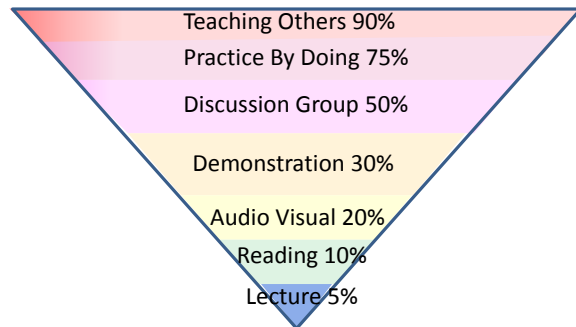 Teaching Others 90%
Practice By Doing 75%
Discussion Group 50%
Demonstration 30%
Audio Visual 20%
Reading 10%
Lecture 5%